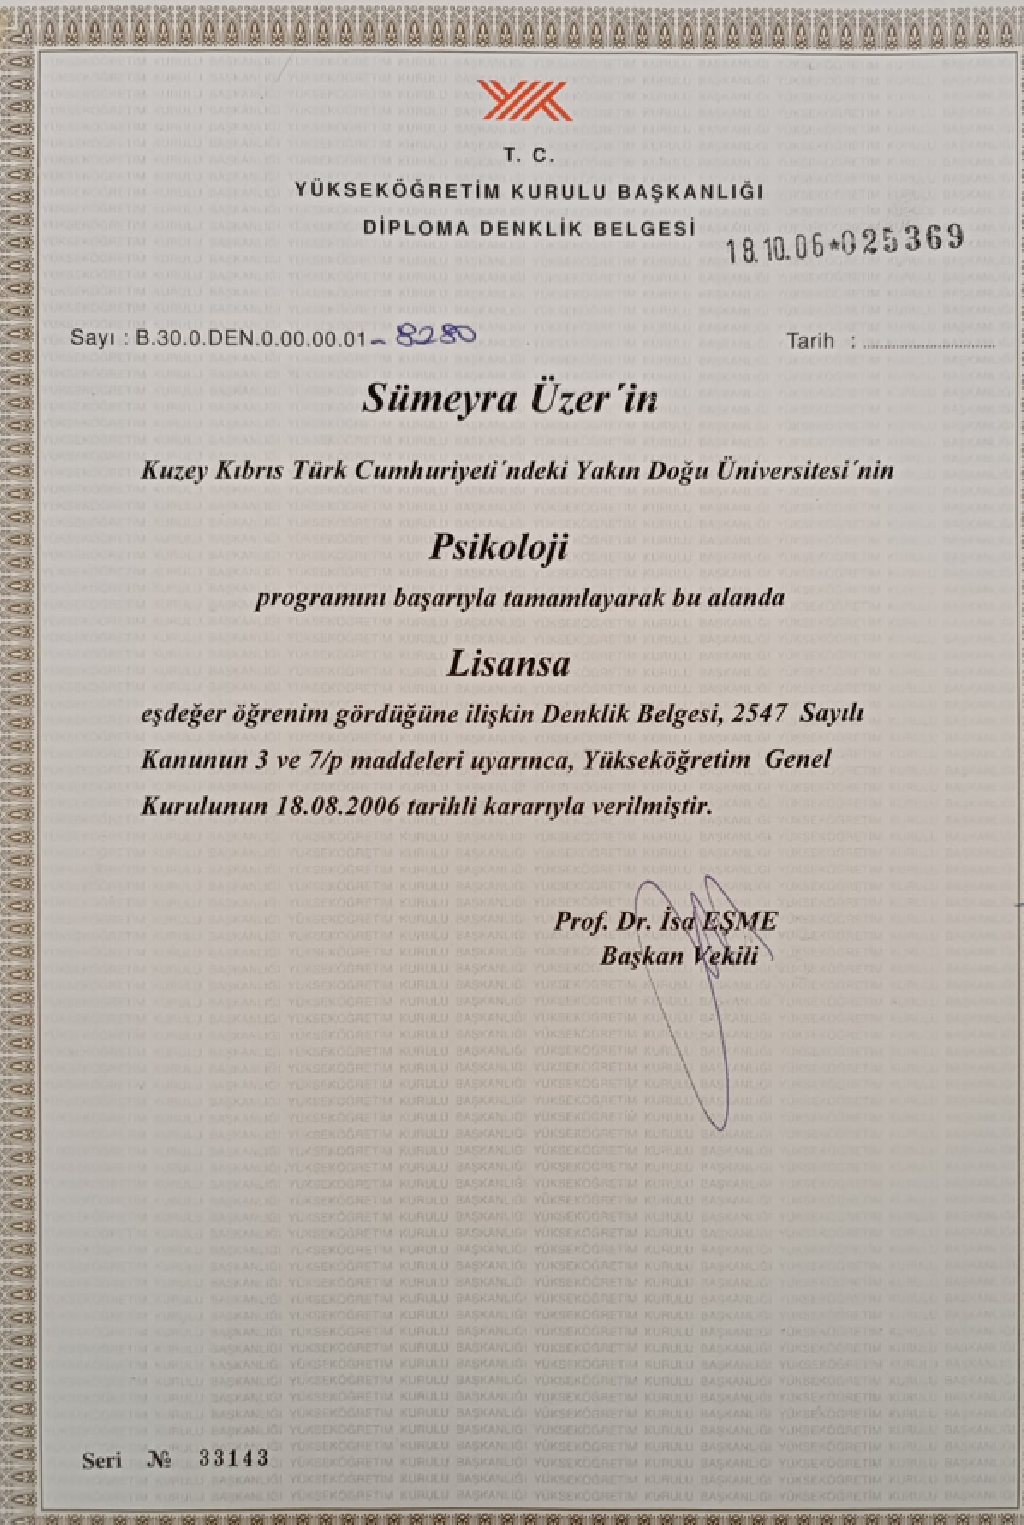 T. C.
YÜKSEKÖĞRETİM KURULU BAŞKANLIĞI
DİPLOMA DENKLİK BELGESİ
18.10.06*025369
Sayı : B.30.0.DEN.0.00.00.01- 8280
Tarih : ................................
Sümeyra Üzer´in
Kuzey Kıbrıs Türk Cumhuriyeti´ndeki Yakın Doğu Üniversitesi´nin
Psikoloji
programını başarıyla tamamlayarak bu alanda
Lisansa
eşdeğer öğrenim gördüğüne ilişkin Denklik Belgesi, 2547 Sayılı
Kanunun 3 ve 7/p maddeleri uyarınca, Yükseköğretim Genel
Kurulunun 18.08.2006 tarihli kararıyla verilmiştir.
Prof. Dr. İsa EŞME
Başkan Vekili
Seri № 33143